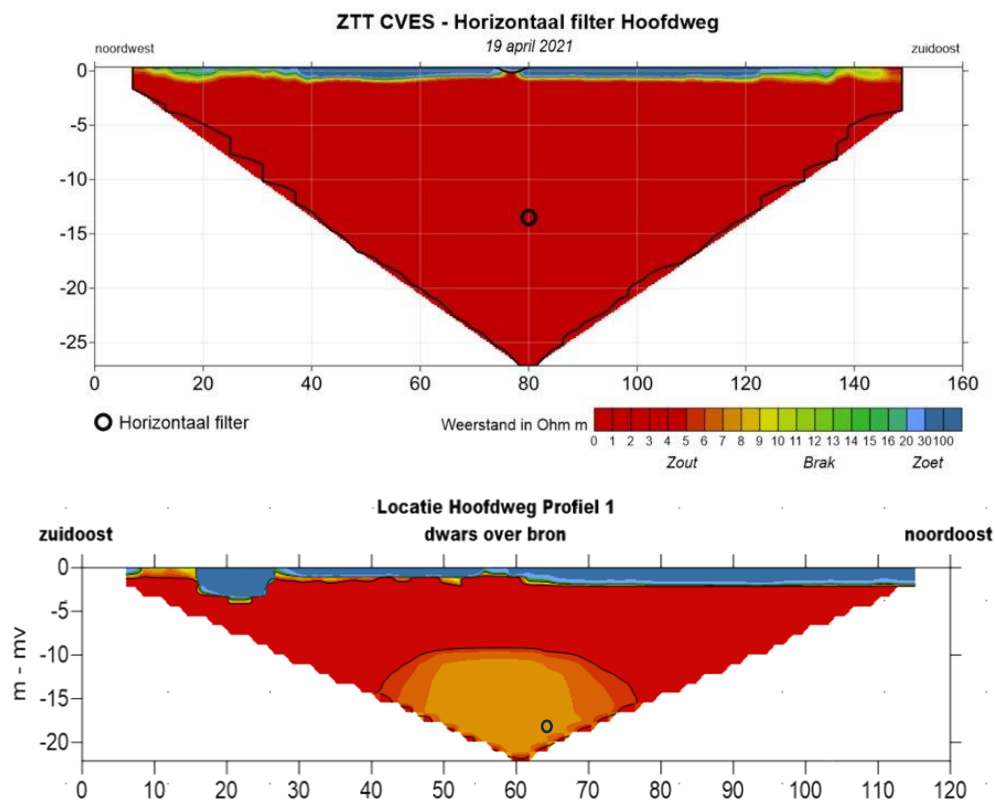 ZTT CVES - Horizontaal filter Hoofdweg
19 april 2021
noordwest
zuidoost
0
-5
-10
-15
-20
-25
0 20 40 60 80 100 120 140 160
Horizontaal filter
Weerstand in Ohm m
0 1 2 3 4 5 6 7 8 9 10 11 12 13 14 15 16 20 30 100
Zout Brak Zoet
Locatie Hoofdweg Profiel 1
zuidoost dwars over bron noordoost
0
-5
-10
-15
-20
m - mv
0 10 20 30 40 50 60 70 80 90 100 110 120